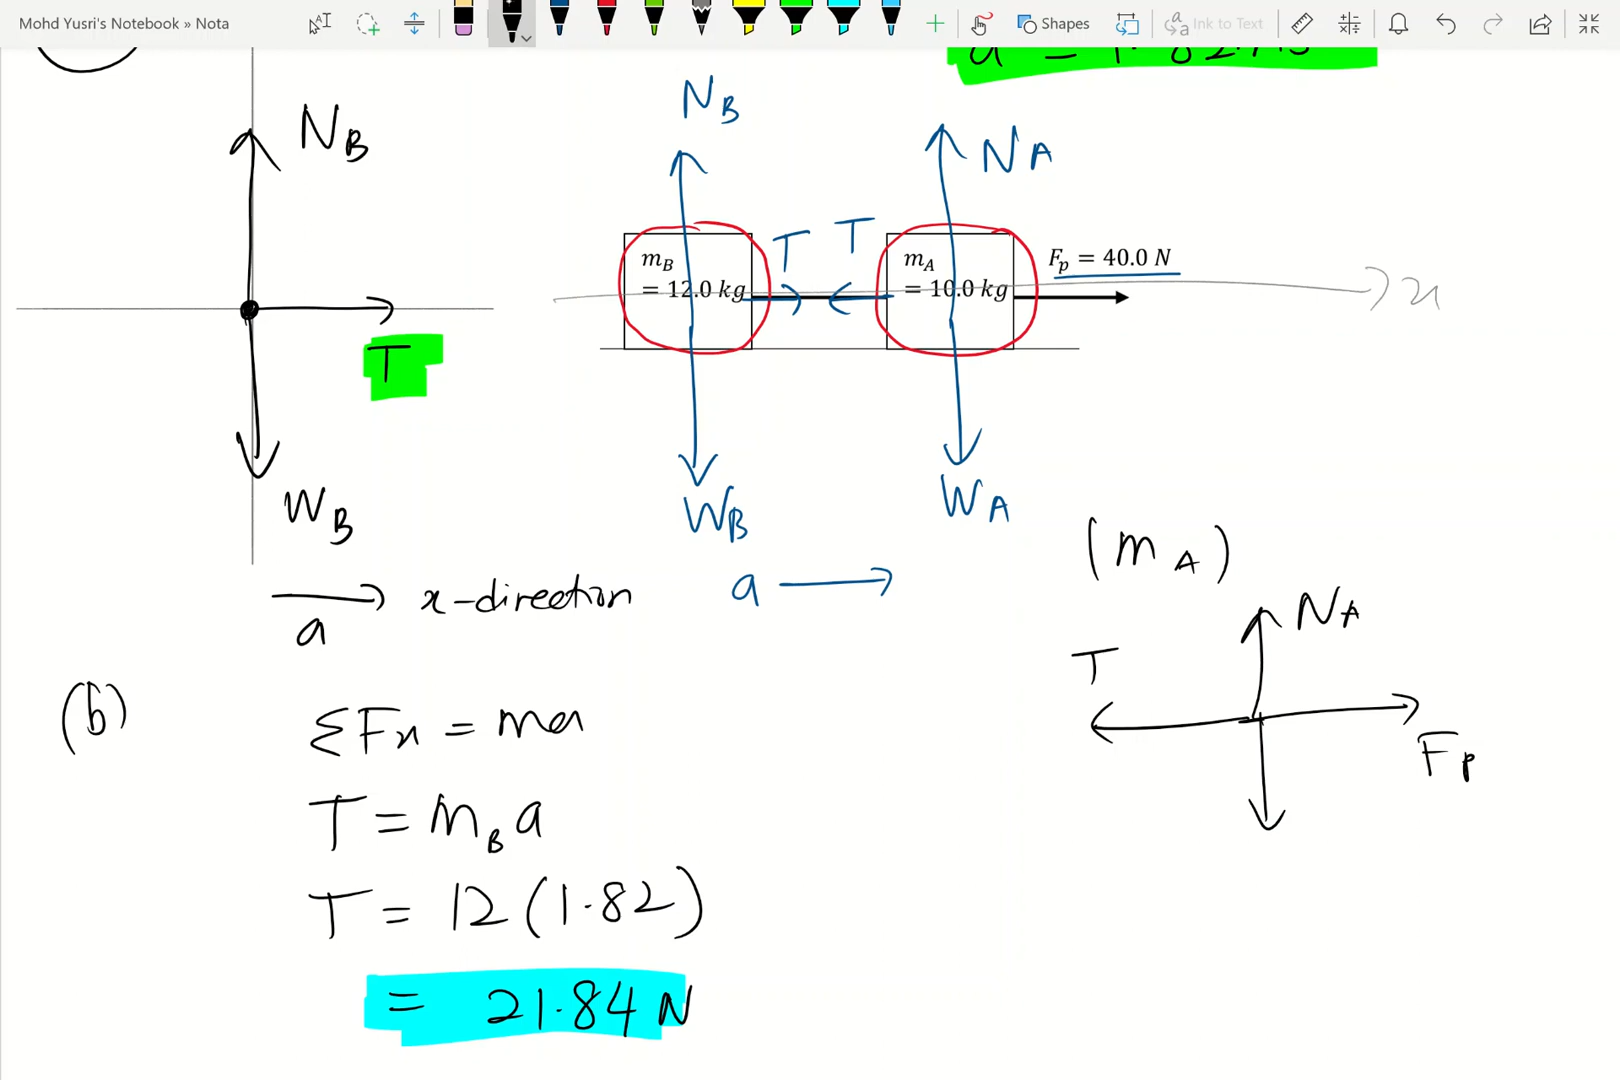 Mohd Yusri's Notebook » Nota
Shapes
Ink to Text
N_B
W_B
T
a
x-direction
N_B
N_A
T
T
m_B
= 12.0 kg
m_A
= 10.0 kg
F_p = 40.0 N
x
W_B
W_A
a
(m_A)
N_A
T
F_p
(b)
ΣFx = ma
T = m_B a
T = 12(1.82)
= 21.84 N